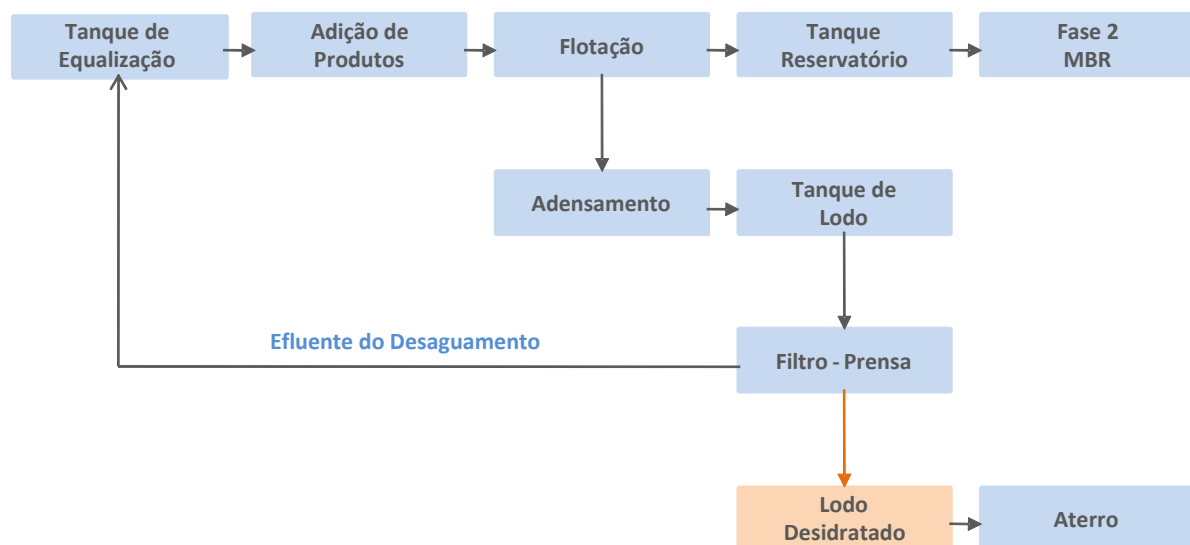 Tanque de
Equalização
Adição de
Produtos
Flotação
Tanque
Reservatório
Fase 2
MBR
Adensamento
Tanque de
Lodo
Efluente do Desaguamento
Filtro - Prensa
Lodo
Desidratado
Aterro